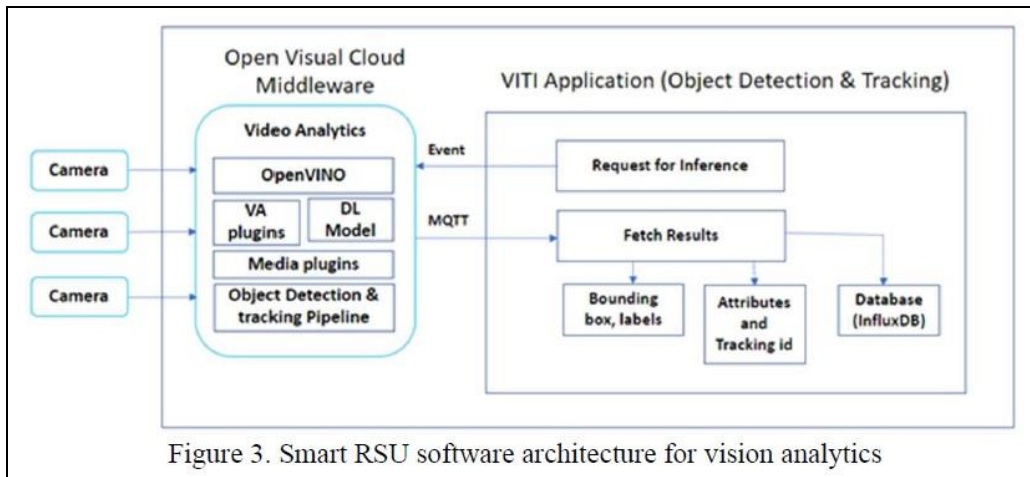 Open Visual Cloud
Middleware
VITI Application (Object Detection & Tracking)
Video Analytics
OpenVINO
VA
plugins
DL
Model
Media plugins
Object Detection &
tracking Pipeline
Camera
Camera
Camera
Event
MQTT
Request for Inference
Fetch Results
Bounding
box, labels
Attributes
and
Tracking id
Database
(InfluxDB)
Figure 3. Smart RSU software architecture for vision analytics